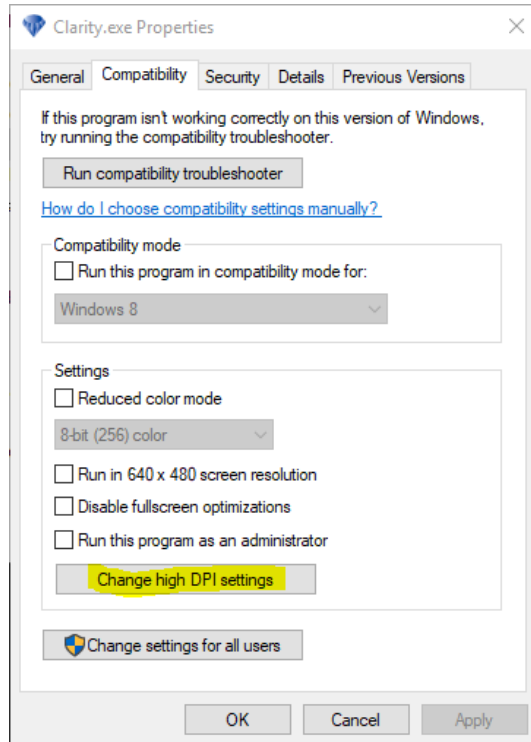 Clarity.exe Properties
General Compatibility Security Details Previous Versions
If this program isn't working correctly on this version of Windows,
try running the compatibility troubleshooter.
Run compatibility troubleshooter
How do I choose compatibility settings manually?
Compatibility mode
Run this program in compatibility mode for:
Windows 8
Settings
Reduced color mode
8-bit (256) color
Run in 640 x 480 screen resolution
Disable fullscreen optimizations
Run this program as an administrator
Change high DPI settings
Change settings for all users
OK Cancel Apply